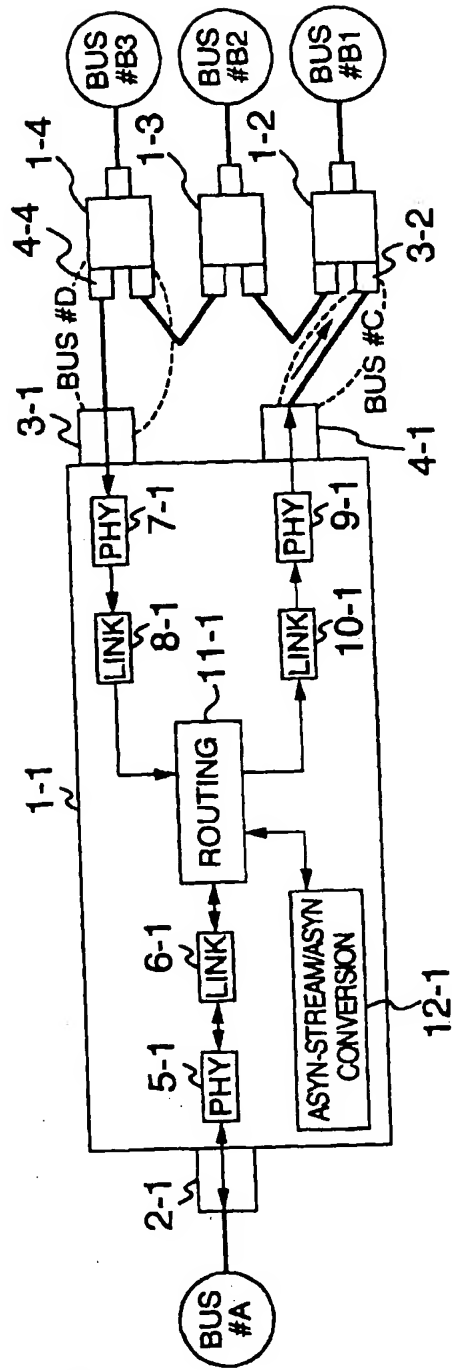 1-1
BUS
#A
2-1
5-1
PHY
6-1
LINK
ROUTING
11-1
ASYN-STREAM/ASYN
CONVERSION
12-1
LINK
8-1
PHY
7-1
LINK
10-1
PHY
9-1
3-1
BUS #D
4-4
1-4
BUS
#B3
1-3
BUS
#B2
1-2
BUS
#B1
3-2
BUS #C
4-1